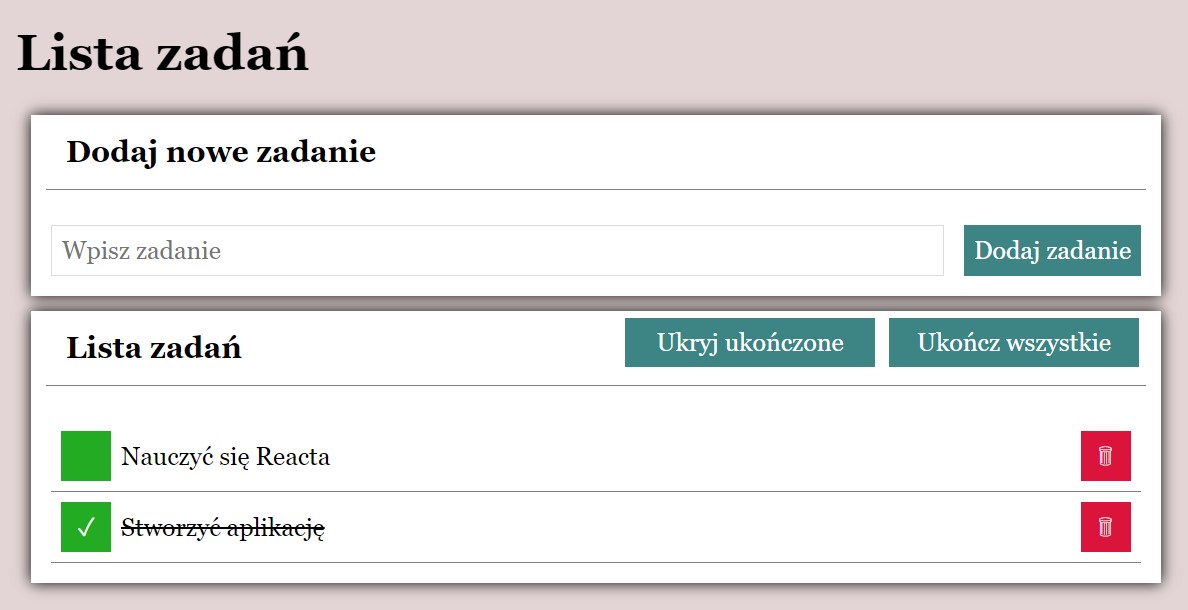 Lista zadań
Dodaj nowe zadanie
Wpisz zadanie Dodaj zadanie
Lista zadań Ukryj ukończone Ukończ wszystkie
Nauczyć się Reacta
✓ Stworzyć aplikację